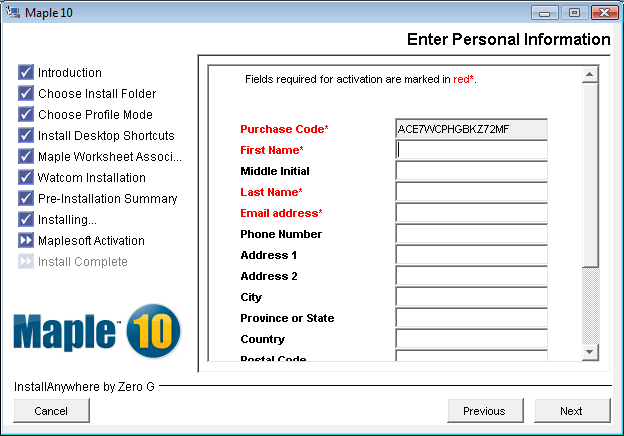 Maple 10
Enter Personal Information
Introduction
Choose Install Folder
Choose Profile Mode
Install Desktop Shortcuts
Maple Worksheet Associ...
Watcom Installation
Pre-Installation Summary
Installing...
Maplesoft Activation
Install Complete
Maple™ 10
Fields required for activation are marked in red*.
Purchase Code* ACE7WCPHGBKZ72MF
First Name*
Middle Initial
Last Name*
Email address*
Phone Number
Address 1
Address 2
City
Province or State
Country
Postal Code
InstallAnywhere by Zero G
Cancel
Previous
Next